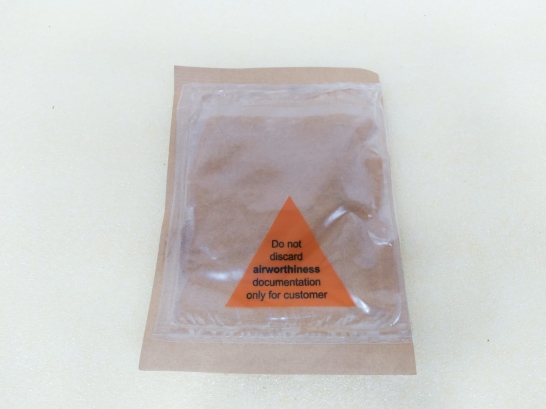 Do not
discard
airworthiness
documentation
only for customer